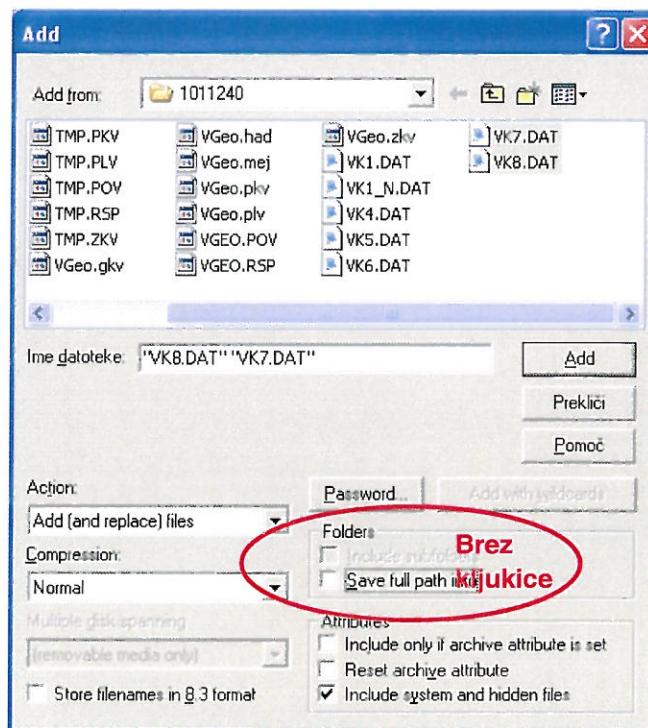 Add
Add from: 1011240
TMP.PKV VGeo.had VGeo.zkv VK7.DAT
TMP.PLV VGeo.mej VK1.DAT VK8.DAT
TMP.POV VGeo.pkv VK1_N.DAT
TMP.RSP VGeo.plv VK4.DAT
TMP.ZKV VGEO.POV VK5.DAT
VGeo.gkv VGEO.RSP VK6.DAT
Ime datoteke: "VK8.DAT" "VK7.DAT" Add
Prekliči
Pomoč
Action: Password... Add with wildcards
Add (and replace) files
Folders
Include subfolders
Brez
Compression:
Normal
Save full path
kljukice
Multiple disk spanning
(removable media only)
Attributes
Include only if archive attribute is set
Reset archive attribute
Store filenames in 8.3 format
Include system and hidden files